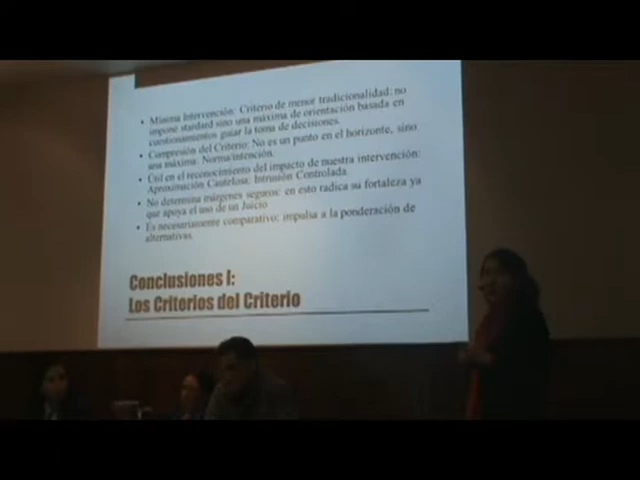 • Mínima Intervención: Criterio de menor tradicionalidad: no
impone stardard sino una máxima de orientación basada en
cuestionamientos guiar la toma de decisiones.
• Compresión del Criterio: No es un punto en el horizonte, sino
una máxima. Norma/intención.
• Útil en el reconocimiento del impacto de nuestra intervención:
Aproximación Cautelosa: Intrusión Controlada
• No determina márgenes seguros: en esto radica su fortaleza ya
que apoya el uso de un Juicio
• Es necesariamente comparativo: impulsa a la ponderación de
alternativas.
Conclusiones I:
Los Criterios del Criterio